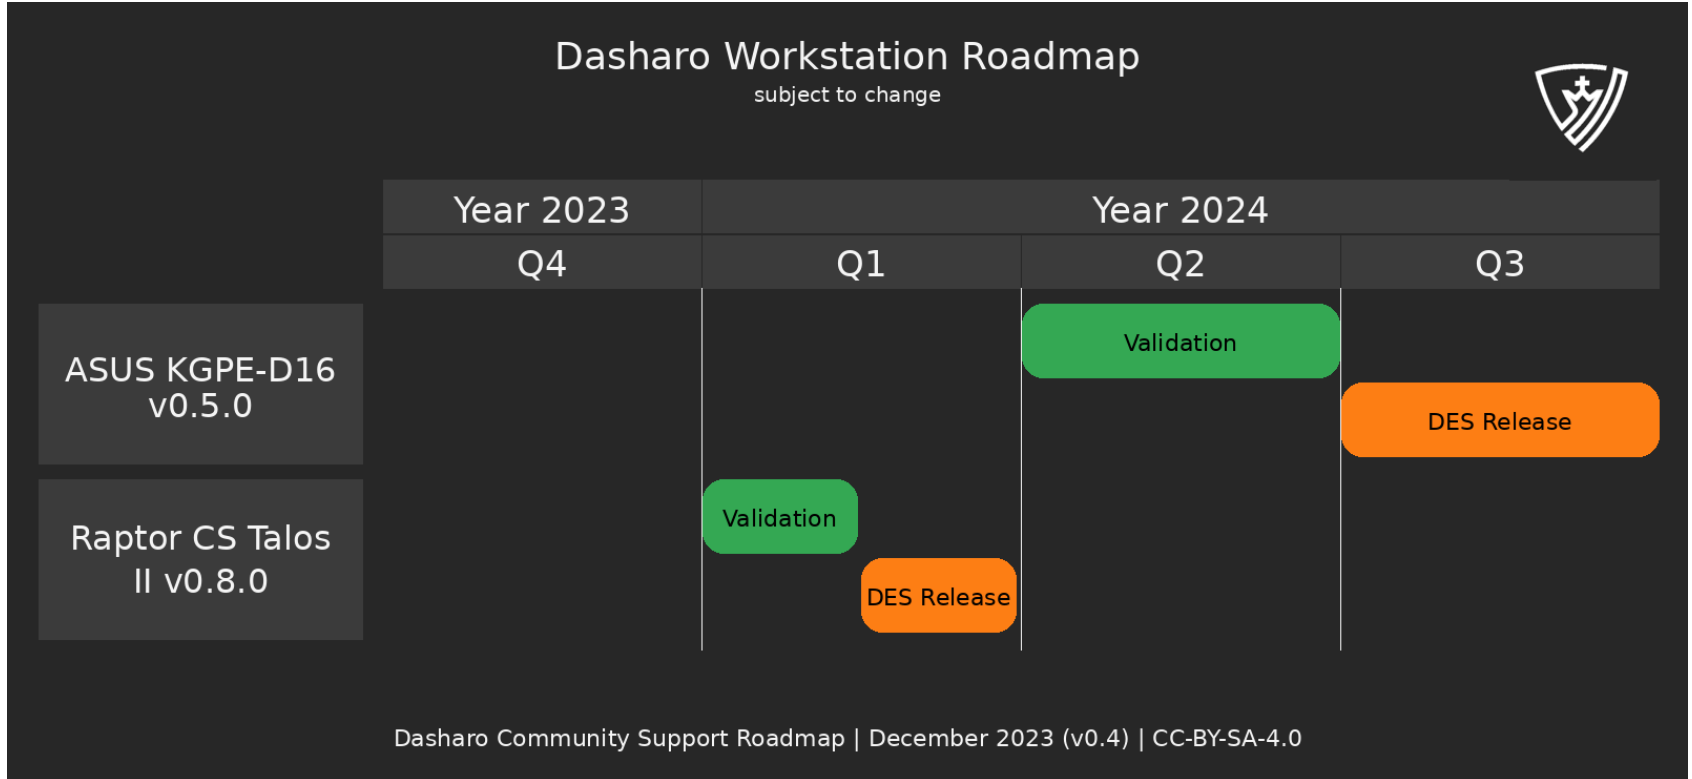 Dasharo Workstation Roadmap
subject to change
Year 2023
Year 2024
Q4
Q1
Q2
Q3
ASUS KGPE-D16
v0.5.0
Validation
DES Release
Raptor CS Talos
II v0.8.0
Validation
DES Release
Dasharo Community Support Roadmap | December 2023 (v0.4) | CC-BY-SA-4.0